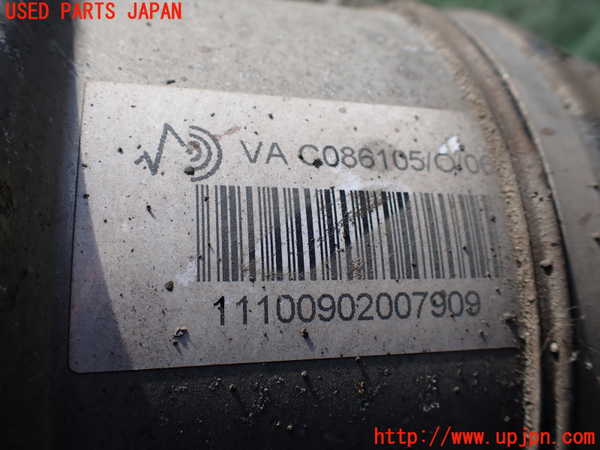 USED PARTS JAPAN
VA C086105/O/06
11100902007909
http://www.upjpn.com